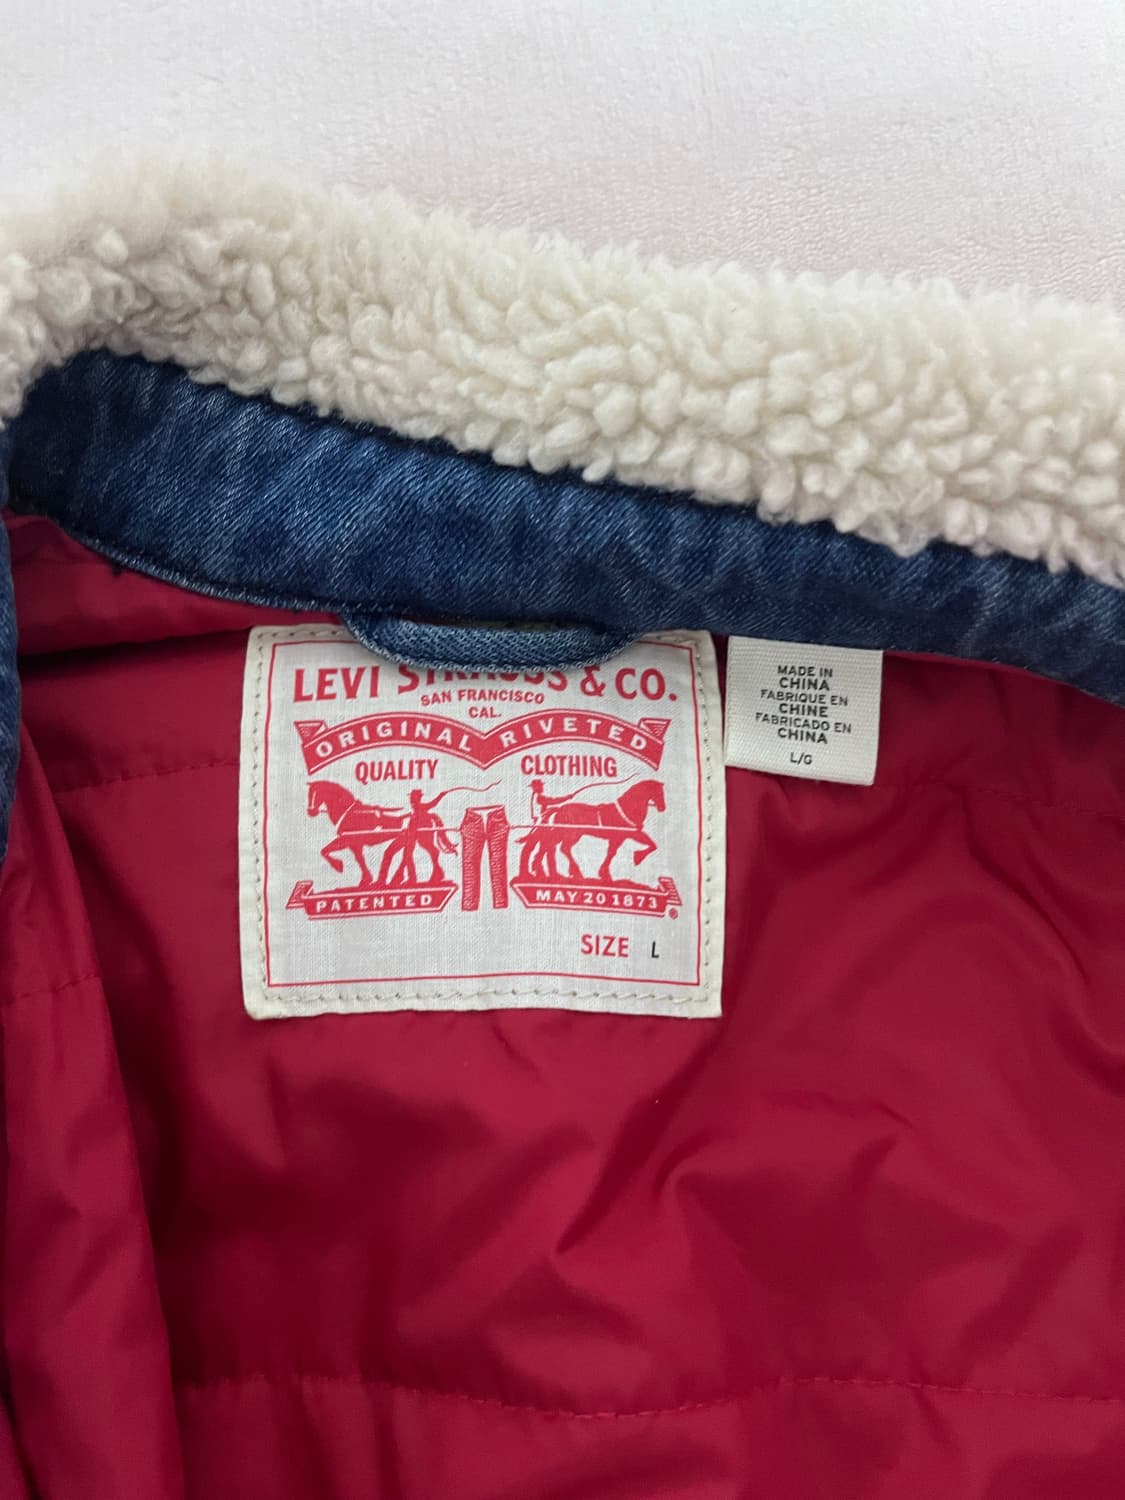 LEVI STRAUSS & CO.
SAN FRANCISCO
CAL.
ORIGINAL RIVETED
QUALITY CLOTHING
PATENTED MAY 20 1873 ®
SIZE L
MADE IN
CHINA
FABRIQUE EN
CHINE
FABRICADO EN
CHINA
L/G